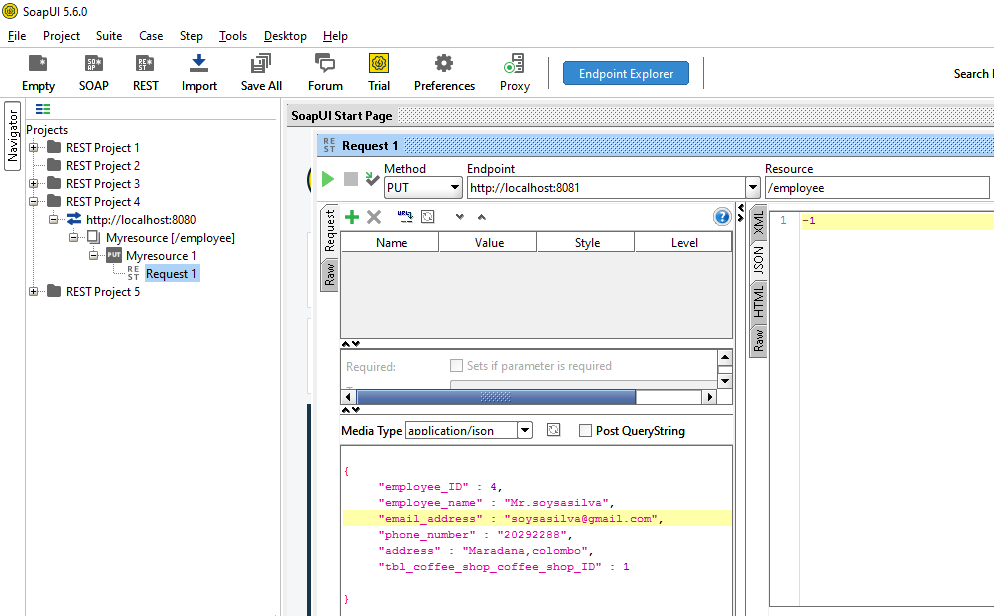 SoapUI 5.6.0
File Project Suite Case Step Tools Desktop Help
Empty SOAP REST Import Save All Forum Trial Preferences Proxy Endpoint Explorer Search
Navigator
Projects
REST Project 1
REST Project 2
REST Project 3
REST Project 4
http://localhost:8080
Myresource [/employee]
PUT Myresource 1
REST Request 1
REST Project 5
SoapUI Start Page
REST Request 1
Method Endpoint Resource
PUT http://localhost:8081 /employee
Request
Raw
Name Value Style Level
Required: Sets if parameter is required
Media Type application/json Post QueryString
{
"employee_ID" : 4,
"employee_name" : "Mr.soysasilva",
"email_address" : "soysasilva@gmail.com",
"phone_number" : "20292288",
"address" : "Maradana,colombo",
"tbl_coffee_shop_coffee_shop_ID" : 1
}
XML
JSON
HTML
Raw
1 -1